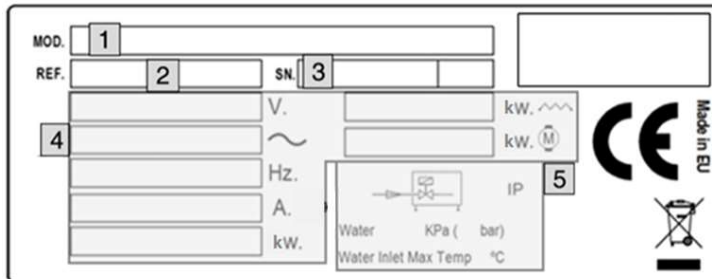 MOD. 1
REF. 2 SN. 3
V. kW.
4 kW. M
Hz.
5
IP
A.
Water KPa ( bar)
kW.
Water Inlet Max Temp °C
CE
Made in EU